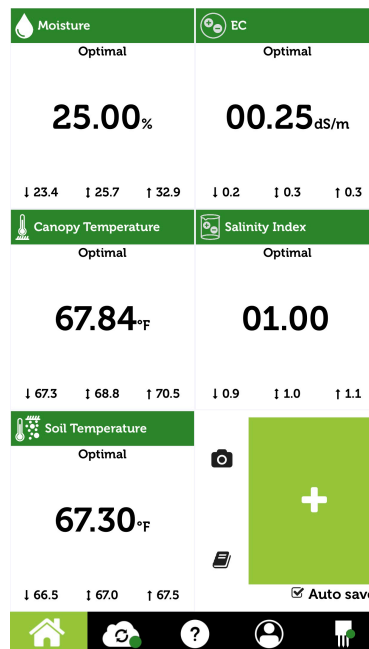 Moisture
Optimal
25.00%
↓ 23.4 ↕ 25.7 ↑ 32.9
EC
Optimal
00.25dS/m
↓ 0.2 ↕ 0.3 ↑ 0.3
Canopy Temperature
Optimal
67.84°F
↓ 67.3 ↕ 68.8 ↑ 70.5
Salinity Index
Optimal
01.00
↓ 0.9 ↕ 1.0 ↑ 1.1
Soil Temperature
Optimal
67.30°F
↓ 66.5 ↕ 67.0 ↑ 67.5
+
Auto save
?